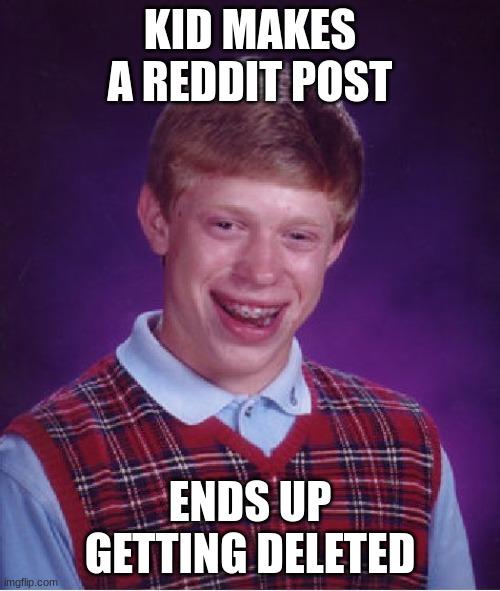 KID MAKES
A REDDIT POST
ENDS UP
GETTING DELETED
imgflip.com